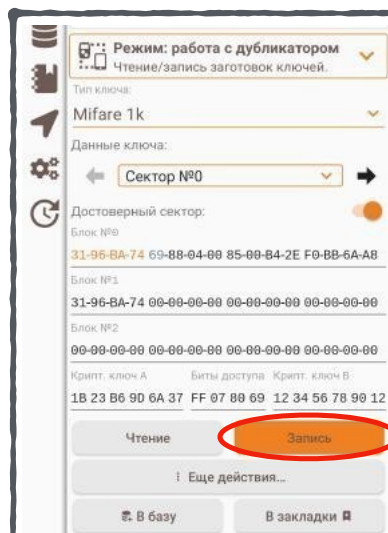 Режим: работа с дубликатором
Чтение/запись заготовок ключей.
Тип ключа:
Mifare 1k
Данные ключа:
Сектор №0
Достоверный сектор:
Блок №0
31-96-BA-74 69-88-04-00 85-00-B4-2E F0-BB-6A-A8
Блок №1
31-96-BA-74 00-00-00-00 00-00-00-00 00-00-00-00
Блок №2
00-00-00-00 00-00-00-00 00-00-00-00 00-00-00-00
Крипт. ключ A Биты доступа Крипт. ключ B
1B 23 B6 9D 6A 37 FF 07 80 69 12 34 56 78 90 12
Чтение Запись
Еще действия...
В базу В закладки